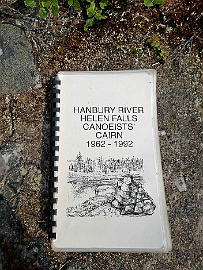 HANBURY RIVER
HELEN FALLS
CANOEISTS'
CAIRN
1962 - 1992